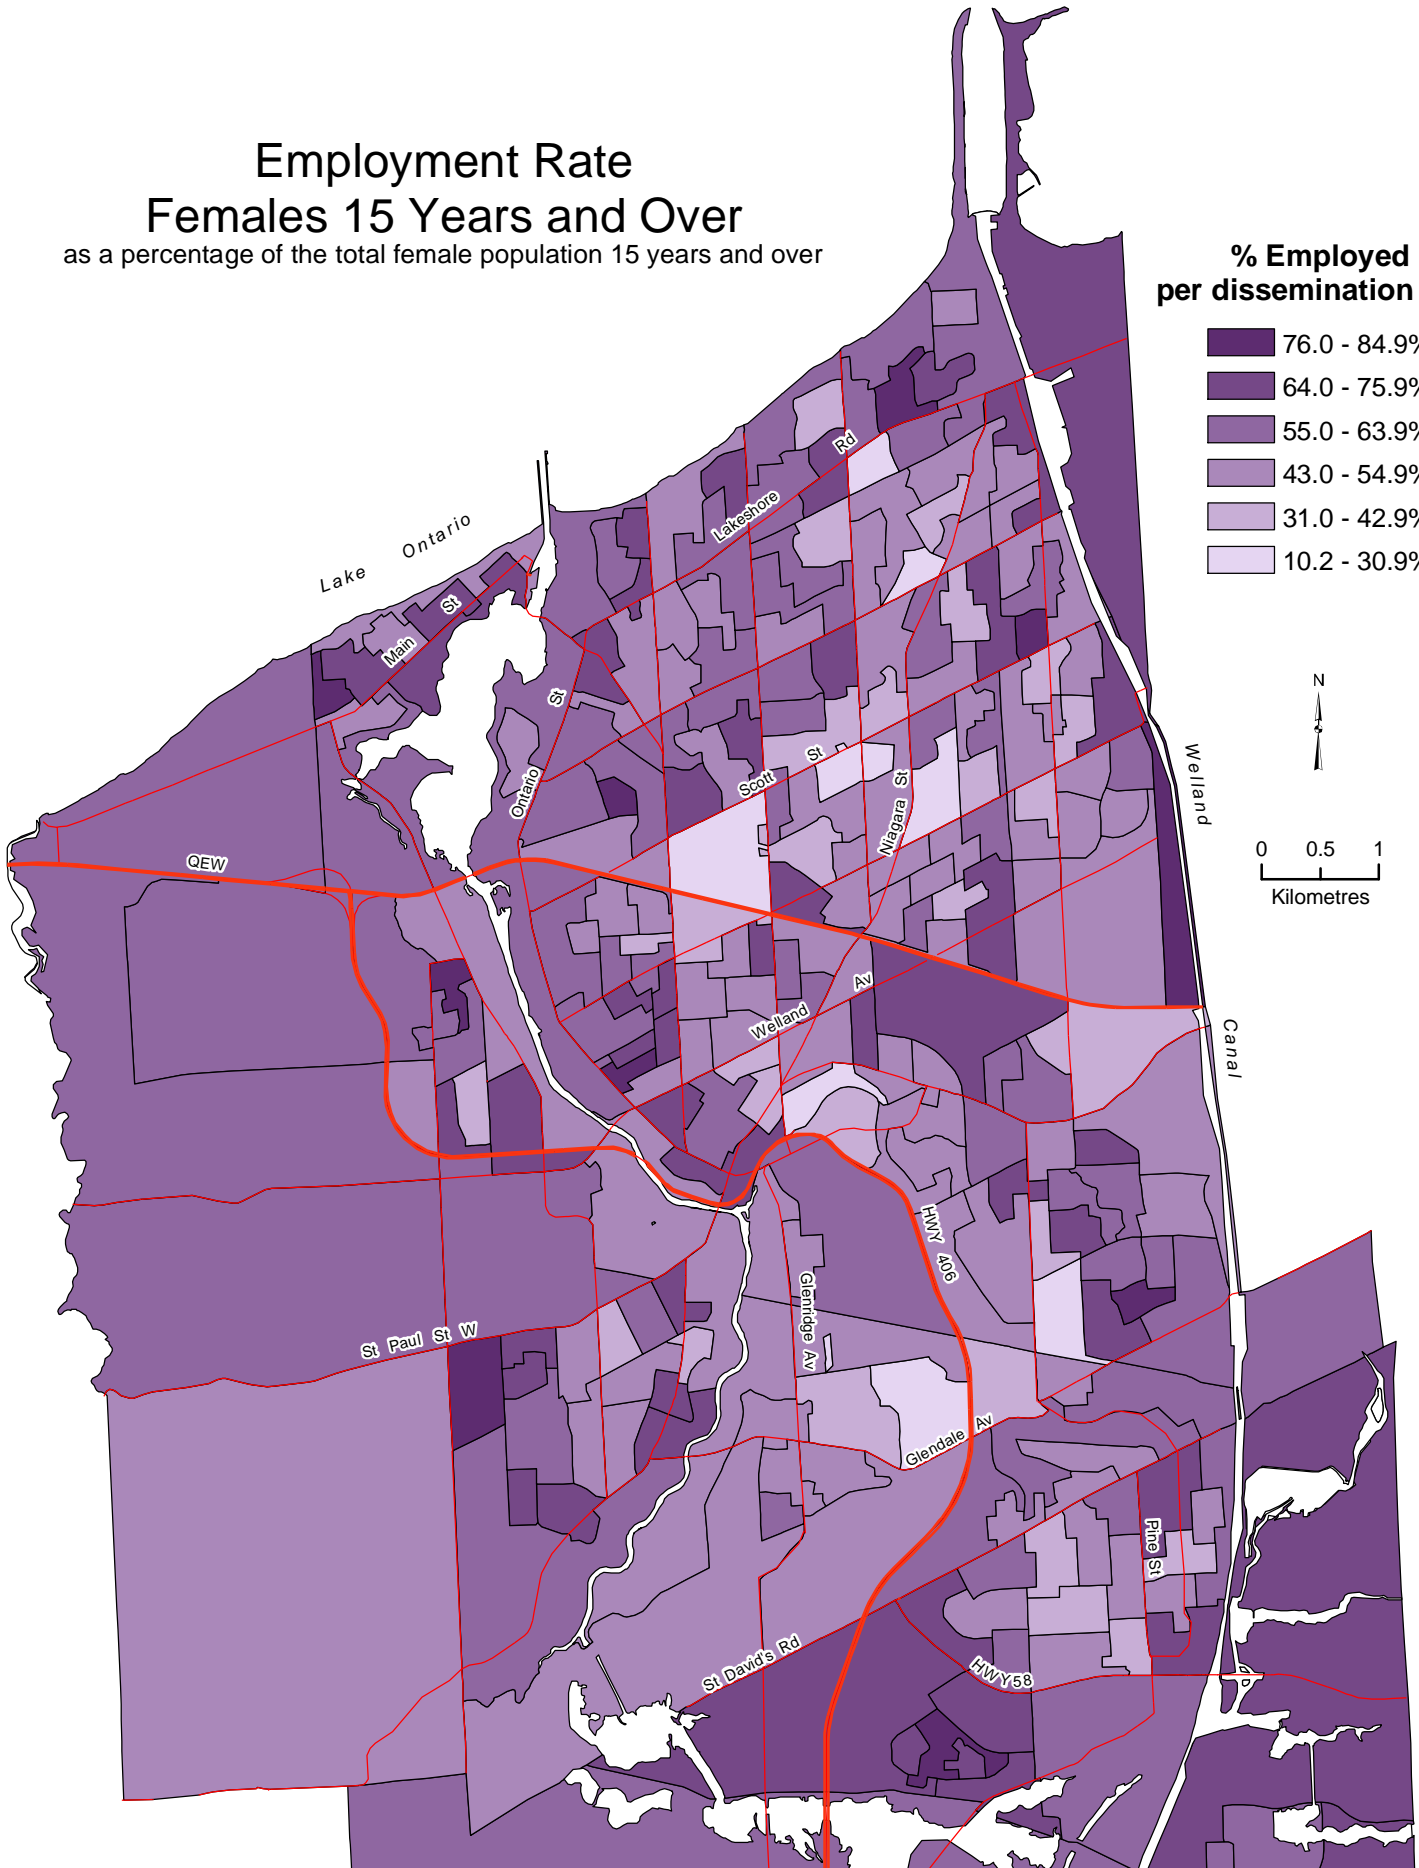 Employment Rate
Females 15 Years and Over
as a percentage of the total female population 15 years and over
% Employed
per dissemination
76.0 - 84.9%
64.0 - 75.9%
55.0 - 63.9%
43.0 - 54.9%
31.0 - 42.9%
10.2 - 30.9%
N
0 0.5 1
Kilometres
Lake Ontario
Lakeshore Rd
Main St
Ontario St
Scott St
Niagara St
QEW
Welland Av
Welland Canal
HWY 406
Glenridge Av
St Paul St W
Glendale Av
Pine St
St David's Rd
HWY58